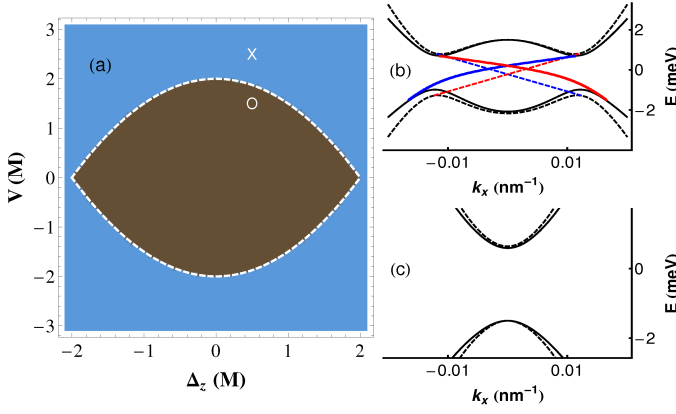 3
2
1
0
−1
−2
−3
V (M)
(a)
X
O
−2
−1
0
1
2
Δz (M)
(b)
2
0
−2
E (meV)
−0.01
0.01
kx (nm−1)
(c)
0
−2
E (meV)
−0.01
0.01
kx (nm−1)